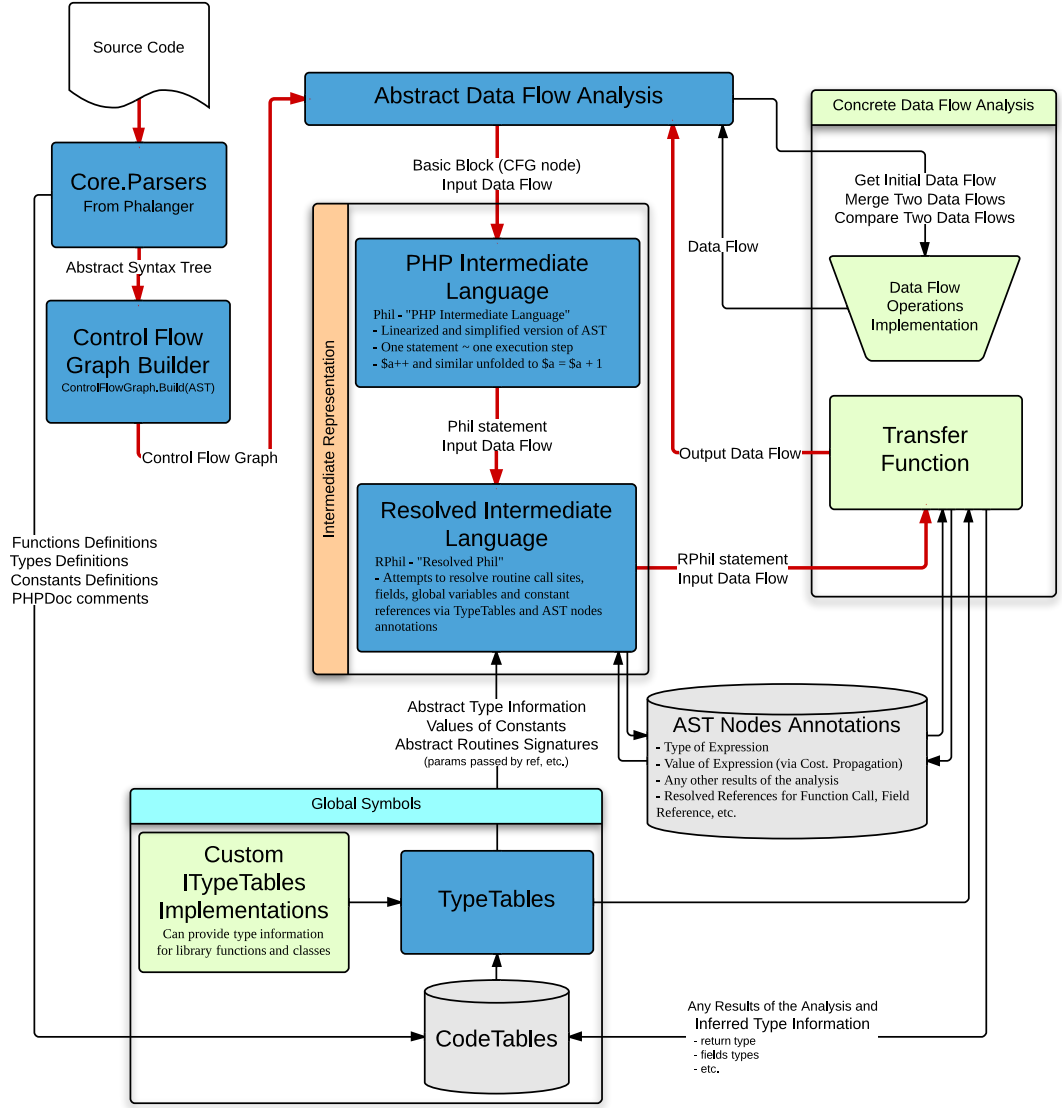 Source Code
Abstract Data Flow Analysis
Concrete Data Flow Analysis
Core.Parsers
From Phalanger
Basic Block (CFG node)
Input Data Flow
Get Initial Data Flow
Merge Two Data Flows
Compare Two Data Flows
Data Flow
Abstract Syntax Tree
PHP Intermediate
Language
Phil - "PHP Intermediate Language"
- Linearized and simplified version of AST
- One statement ~ one execution step
- $a++ and similar unfolded to $a = $a + 1
Data Flow
Operations
Implementation
Control Flow
Graph Builder
ControlFlowGraph.Build(AST)
Intermediate Representation
Control Flow Graph
Phil statement
Input Data Flow
Output Data Flow
Transfer
Function
Resolved Intermediate
Language
RPhil - "Resolved Phil"
- Attempts to resolve routine call sites,
fields, global variables and constant
references via TypeTables and AST nodes
annotations
RPhil statement
Input Data Flow
Functions Definitions
Types Definitions
Constants Definitions
PHPDoc comments
Abstract Type Information
Values of Constants
Abstract Routines Signatures
(params passed by ref, etc.)
AST Nodes Annotations
- Type of Expression
- Value of Expression (via Cost. Propagation)
- Any other results of the analysis
- Resolved References for Function Call, Field
Reference, etc.
Global Symbols
Custom
ITypeTables
Implementations
Can provide type information
for library functions and classes
TypeTables
CodeTables
Any Results of the Analysis and
Inferred Type Information
- return type
- fields types
- etc.